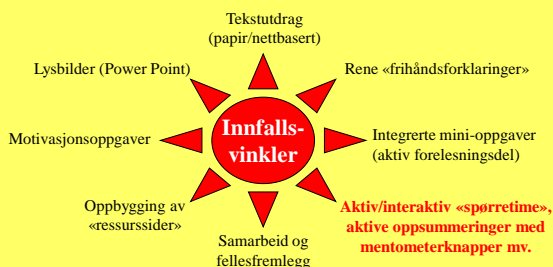 Tekstutdrag
(papir/nettbasert)
Lysbilder (Power Point)
Rene «frihåndsforklaringer»
Motivasjonsoppgaver
Innfalls-
vinkler
Integrerte mini-oppgaver
(aktiv forelesningsdel)
Oppbygging av
«ressurssider»
Aktiv/interaktiv «spørretime»,
aktive oppsummeringer med
mentometerknapper mv.
Samarbeid og
fellesfremlegg